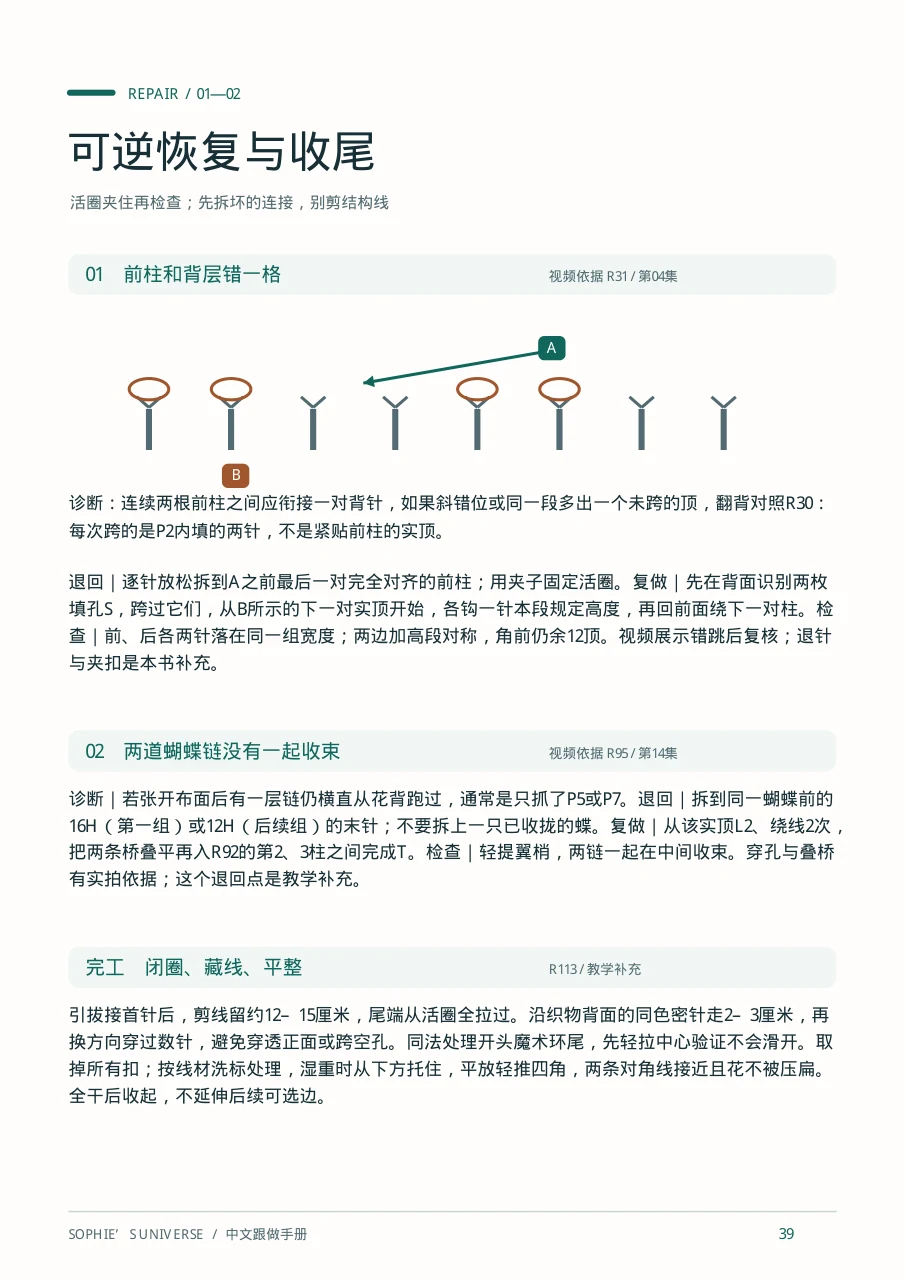 REPAIR / 01—02
可逆恢复与收尾
活圈夹住再检查；先拆坏的连接，别剪结构线
01 前柱和背层错一格 视频依据 R31 / 第04集
A
B
诊断：连续两根前柱之间应衔接一对背针，如果斜错位或同一段多出一个未跨的顶，翻背对照R30：
每次跨的是P2内填的两针，不是紧贴前柱的实顶。
退回｜逐针放松拆到A之前最后一对完全对齐的前柱；用夹子固定活圈。复做｜先在背面识别两枚
填孔S，跨过它们，从B所示的下一对实顶开始，各钩一针本段规定高度，再回前面绕下一对柱。检
查｜前、后各两针落在同一组宽度；两边加高段对称，角前仍余12顶。视频展示错跳后复核；退针
与夹扣是本书补充。
02 两道蝴蝶链没有一起收束 视频依据 R95 / 第14集
诊断｜若张开布面后有一层链仍横直从花背跑过，通常是只抓了P5或P7。退回｜拆到同一蝴蝶前的
16H（第一组）或12H（后续组）的末针；不要拆上一只已收拢的蝶。复做｜从该实顶L2、绕线2次，
把两条桥叠平再入R92的第2、3柱之间完成T。检查｜轻提翼梢，两链一起在中间收束。穿孔与叠桥
有实拍依据；这个退回点是教学补充。
完工 闭圈、藏线、平整 R113 / 教学补充
引拔接首针后，剪线留约12–15厘米，尾端从活圈全拉过。沿织物背面的同色密针走2–3厘米，再
换方向穿过数针，避免穿透正面或跨空孔。同法处理开头魔术环尾，先轻拉中心验证不会滑开。取
掉所有扣；按线材洗标处理，湿重时从下方托住，平放轻推四角，两条对角线接近且花不被压扁。
全干后收起，不延伸后续可选边。
SOPHIE’S UNIVERSE / 中文跟做手册 39